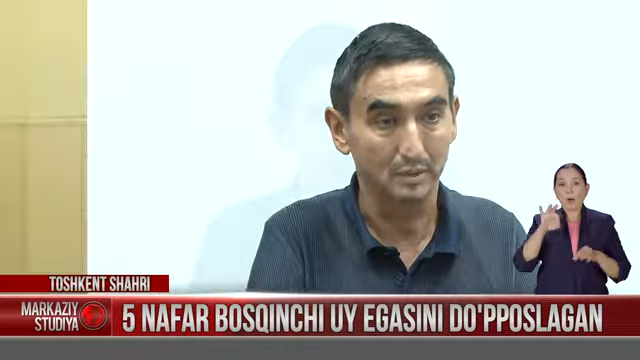 TOSHKENT SHAHRI
MARKAZIY
STUDIYA
5 NAFAR BOSQINCHI UY EGASINI DO'PPOSLAGAN